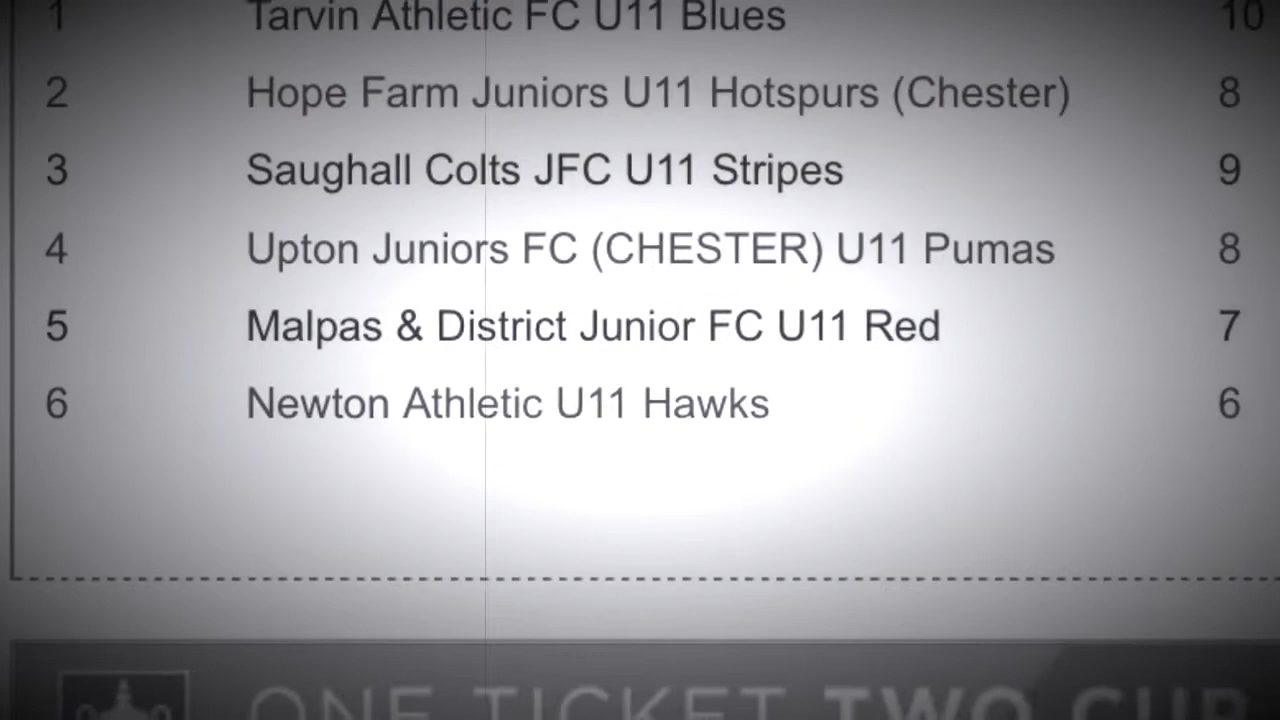 1 Tarvin Athletic FC U11 Blues 10
2 Hope Farm Juniors U11 Hotspurs (Chester) 8
3 Saughall Colts JFC U11 Stripes 9
4 Upton Juniors FC (CHESTER) U11 Pumas 8
5 Malpas & District Junior FC U11 Red 7
6 Newton Athletic U11 Hawks 6
ONE TICKET TWO CUP